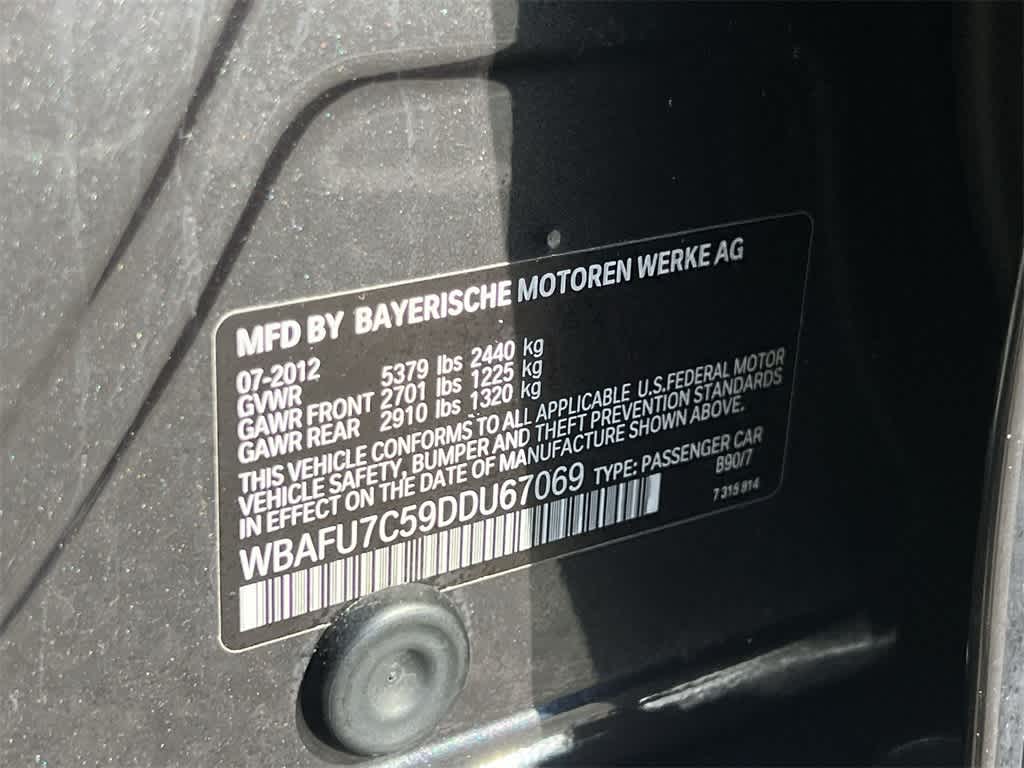 MFD BY BAYERISCHE MOTOREN WERKE AG
07-2012
GVWR 5379 lbs 2440 kg
GAWR FRONT 2701 lbs 1225 kg
GAWR REAR 2910 lbs 1320 kg
THIS VEHICLE CONFORMS TO ALL APPLICABLE U.S.FEDERAL MOTOR
VEHICLE SAFETY, BUMPER AND THEFT PREVENTION STANDARDS
IN EFFECT ON THE DATE OF MANUFACTURE SHOWN ABOVE.
WBAFU7C59DDU67069 TYPE: PASSENGER CAR
B90/7
7 315 814